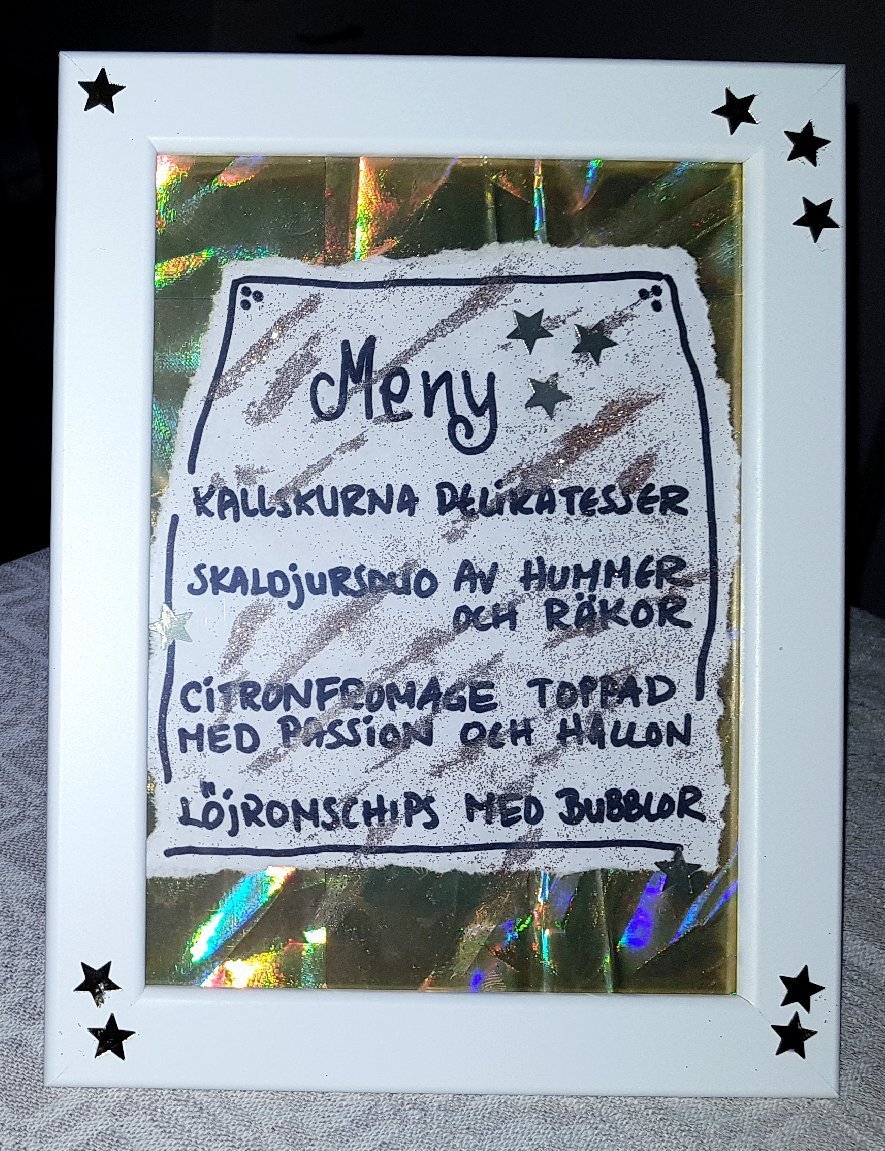 Meny
KALLSKURNA DELIKATESSER
SKALDJURSDUO AV HUMMER
OCH RÄKOR
CITRONFROMAGE TOPPAD
MED PASSION OCH HALLON
LÖJROMSCHIPS MED BUBBLOR